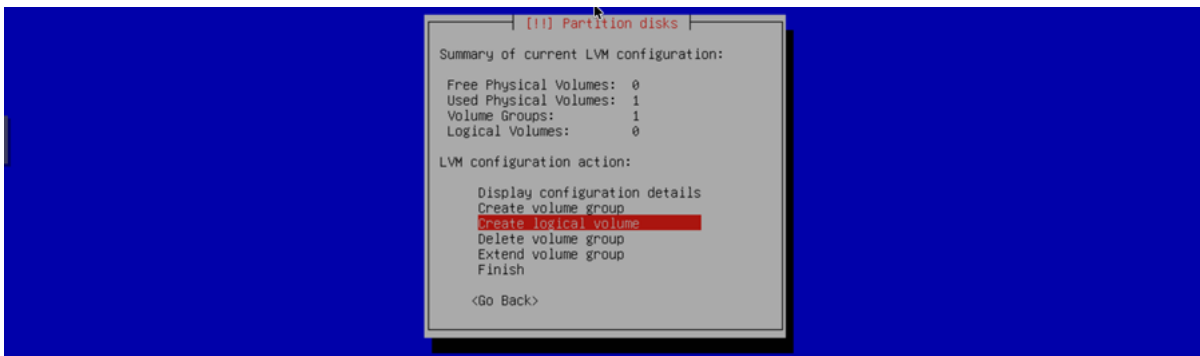 [!!] Partition disks
Summary of current LVM configuration:
Free Physical Volumes: 0
Used Physical Volumes: 1
Volume Groups: 1
Logical Volumes: 0
LVM configuration action:
Display configuration details
Create volume group
Create logical volume
Delete volume group
Extend volume group
Finish
<Go Back>